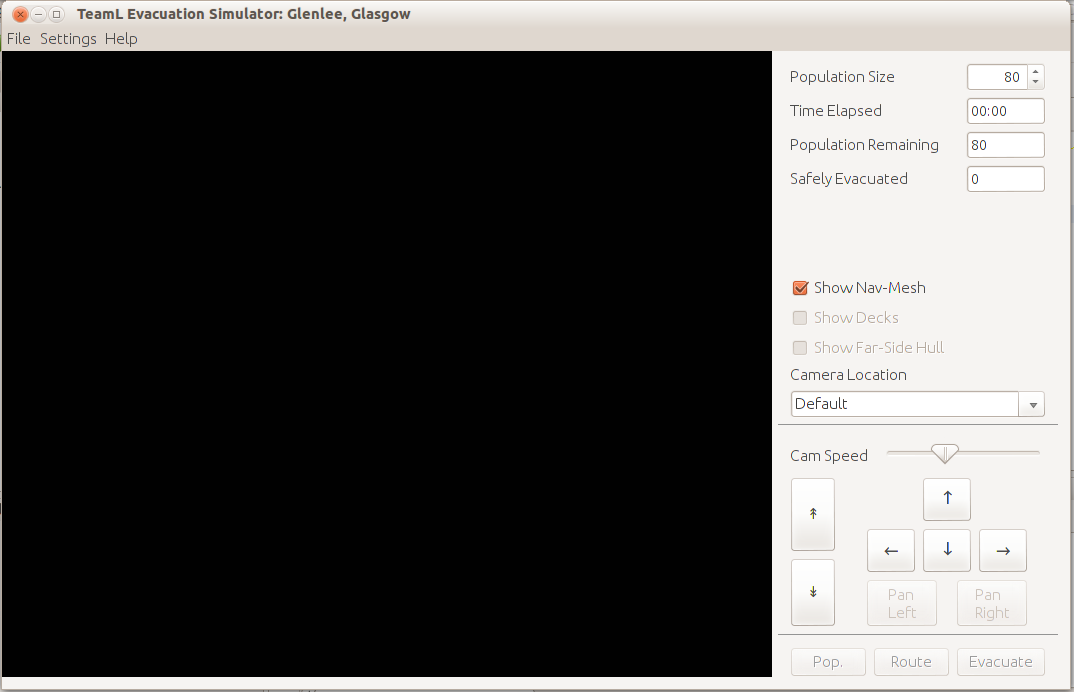 TeamL Evacuation Simulator: Glenlee, Glasgow
File Settings Help
Population Size 80
Time Elapsed 00:00
Population Remaining 80
Safely Evacuated 0
Show Nav-Mesh
Show Decks
Show Far-Side Hull
Camera Location
Default
Cam Speed
↟ ↑
← ↓ →
↡
Pan Left
Pan Right
Pop. Route Evacuate